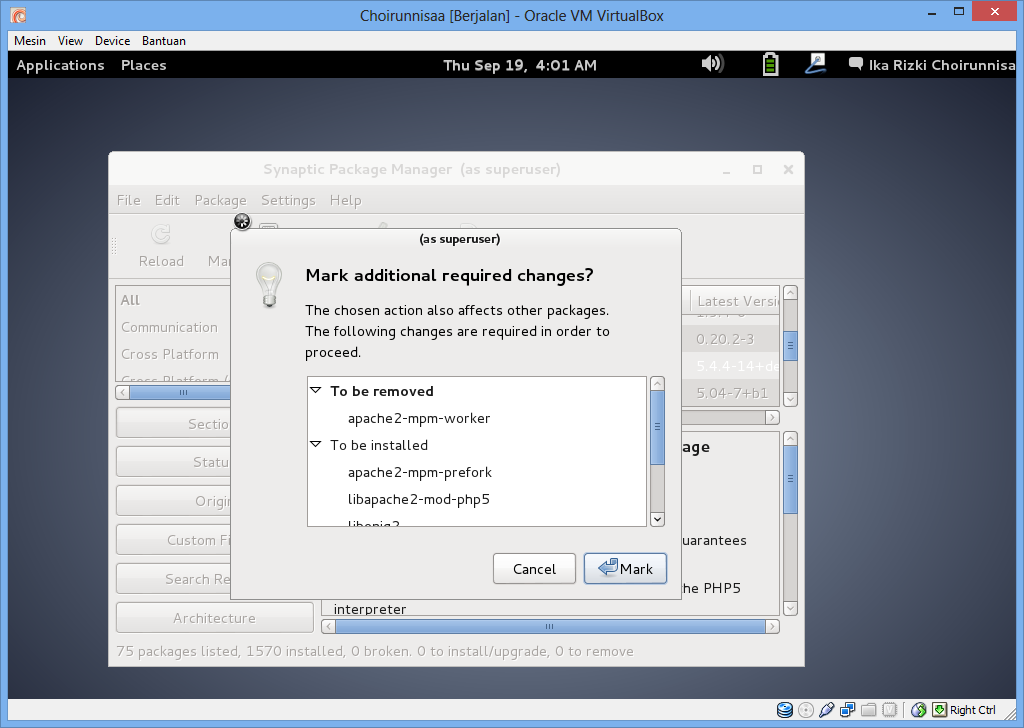 Choirunnisaa [Berjalan] - Oracle VM VirtualBox
Mesin View Device Bantuan
Applications Places Thu Sep 19, 4:01 AM Ika Rizki Choirunnisa
Synaptic Package Manager (as superuser)
File Edit Package Settings Help
Reload
(as superuser)
Mark additional required changes?
The chosen action also affects other packages.
The following changes are required in order to
proceed.
To be removed
apache2-mpm-worker
To be installed
apache2-mpm-prefork
libapache2-mod-php5
Cancel Mark
All
Communication
Cross Platform
Sectio
Statu
Origi
Custom Fi
Search Re
Architecture
Latest Versi
0.20.2-3
5.4.4-14+de
5.04-7+b1
age
uarantees
he PHP5
interpreter
75 packages listed, 1570 installed, 0 broken. 0 to install/upgrade, 0 to remove
Right Ctrl